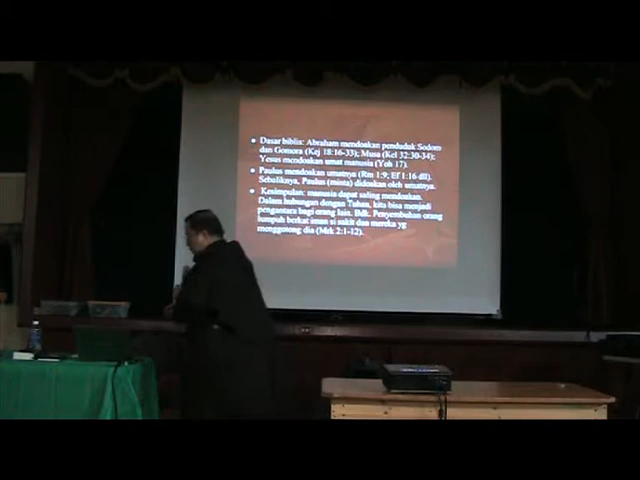 Dasar biblis: Abraham mendoakan penduduk Sodom
dan Gomora (Kej 18:16-33); Musa (Kel 32:30-34);
Yesus mendoakan umat manusia (Yoh 17).
Paulus mendoakan umatnya (Rm 1:9; Ef 1:16 dll).
Sebaliknya, Paulus (minta) didoakan oleh umatnya.
Kesimpulan: manusia dapat saling mendoakan.
Dalam hubungan dengan Tuhan, kita bisa menjadi
pengantara bagi orang lain. Bdk. Penyembuhan orang
lumpuh berkat iman si sakit dan mereka yg
menggotong dia (Mrk 2:1-12).